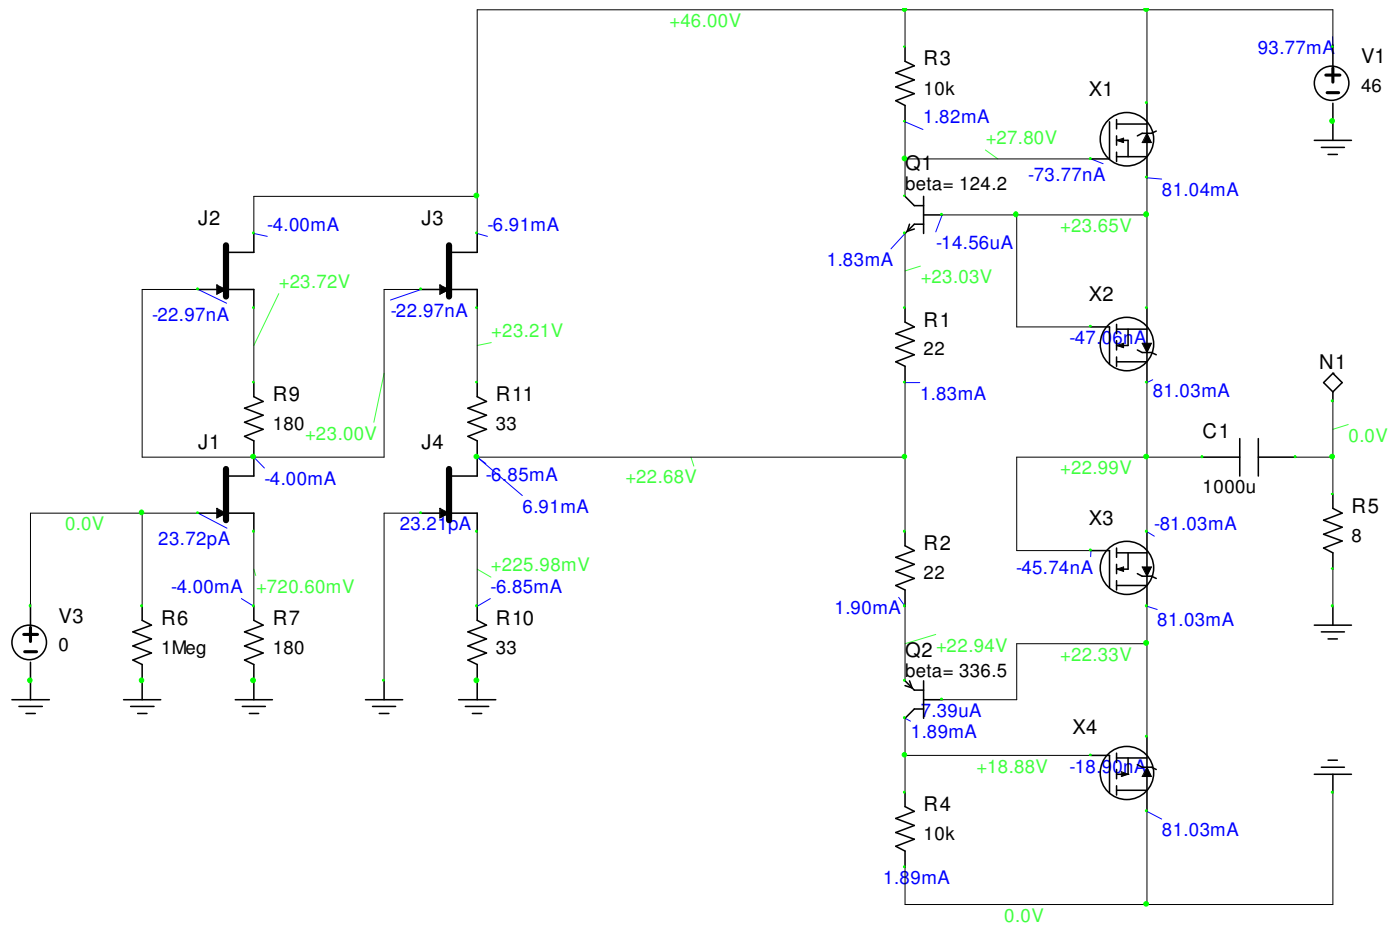 +46.00V
93.77mA
V1
46
R3
10k
1.82mA
X1
+27.80V
-73.77nA
81.04mA
Q1
beta= 124.2
J2
-4.00mA
J3
-6.91mA
-14.56uA
+23.65V
1.83mA
+23.03V
+23.72V
-22.97nA
-22.97nA
X2
-47.06nA
+23.21V
R1
22
1.83mA
81.03mA
N1
R9
180
R11
33
+23.00V
C1
1000u
0.0V
J1
J4
-4.00mA
-6.85mA
6.91mA
+22.68V
+22.99V
0.0V
23.72pA
23.21pA
X3
-81.03mA
R5
8
R2
22
-45.74nA
+720.60mV
-4.00mA
+225.98mV
-6.85mA
1.90mA
81.03mA
V3
0
R6
1Meg
R7
180
R10
33
+22.94V
Q2
beta= 336.5
+22.33V
7.39uA
1.89mA
X4
+18.88V
-18.90nA
R4
10k
81.03mA
1.89mA
0.0V